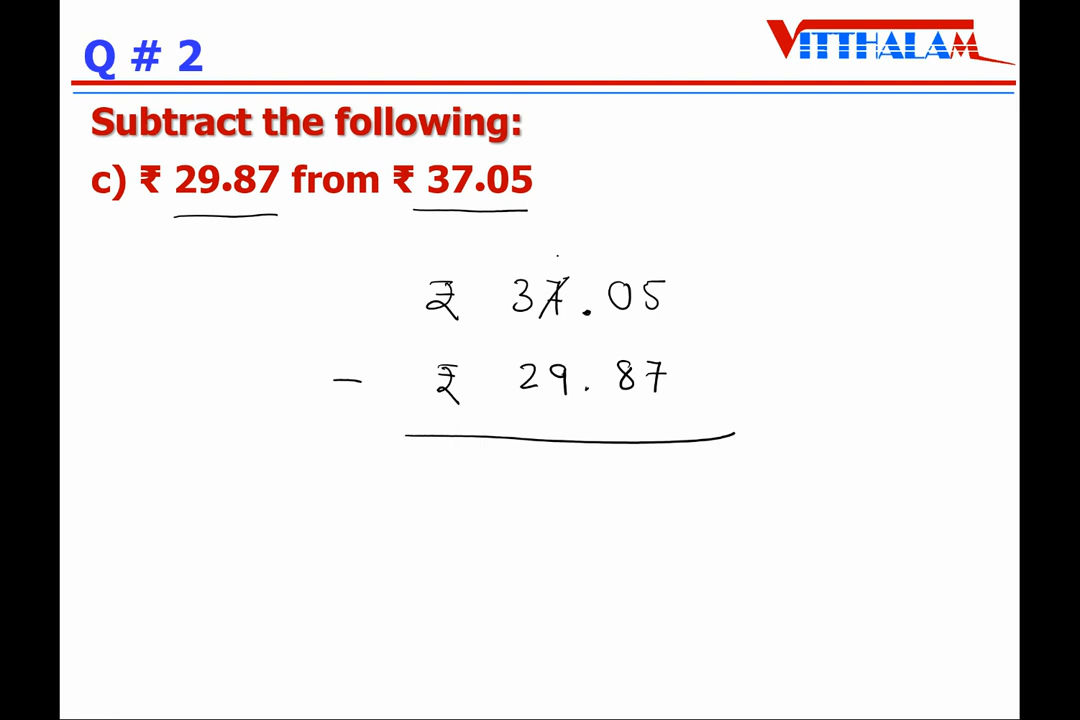 Q # 2
VITTHALAM
Subtract the following:
c) ₹ 29.87 from ₹ 37.05
₹ 37.05
- ₹ 29.87